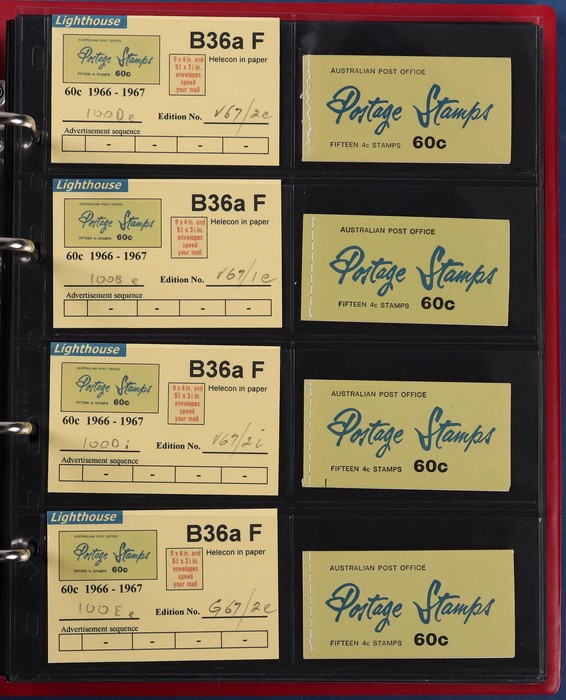 Lighthouse
AUSTRALIAN POST OFFICE
Postage Stamps
FIFTEEN 4c STAMPS 60c
9 x 4 in. and
5½ x 3½ in.
envelopes
speed
your mail
B36a F
Helecon in paper
60c 1966 - 1967
100D e Edition No. V67/2e
Advertisement sequence
- - - -
AUSTRALIAN POST OFFICE
Postage Stamps
FIFTEEN 4c STAMPS 60c
Lighthouse
AUSTRALIAN POST OFFICE
Postage Stamps
FIFTEEN 4c STAMPS 60c
9 x 4 in. and
5½ x 3½ in.
envelopes
speed
your mail
B36a F
Helecon in paper
60c 1966 - 1967
100B e Edition No. V67/1e
Advertisement sequence
- - - -
AUSTRALIAN POST OFFICE
Postage Stamps
FIFTEEN 4c STAMPS 60c
Lighthouse
AUSTRALIAN POST OFFICE
Postage Stamps
FIFTEEN 4c STAMPS 60c
9 x 4 in. and
5½ x 3½ in.
envelopes
speed
your mail
B36a F
Helecon in paper
60c 1966 - 1967
100D i Edition No. V67/2i
Advertisement sequence
- - - -
AUSTRALIAN POST OFFICE
Postage Stamps
FIFTEEN 4c STAMPS 60c
Lighthouse
AUSTRALIAN POST OFFICE
Postage Stamps
FIFTEEN 4c STAMPS 60c
9 x 4 in. and
5½ x 3½ in.
envelopes
speed
your mail
B36a F
Helecon in paper
60c 1966 - 1967
100E e Edition No. G67/2e
Advertisement sequence
- - - -
AUSTRALIAN POST OFFICE
Postage Stamps
FIFTEEN 4c STAMPS 60c